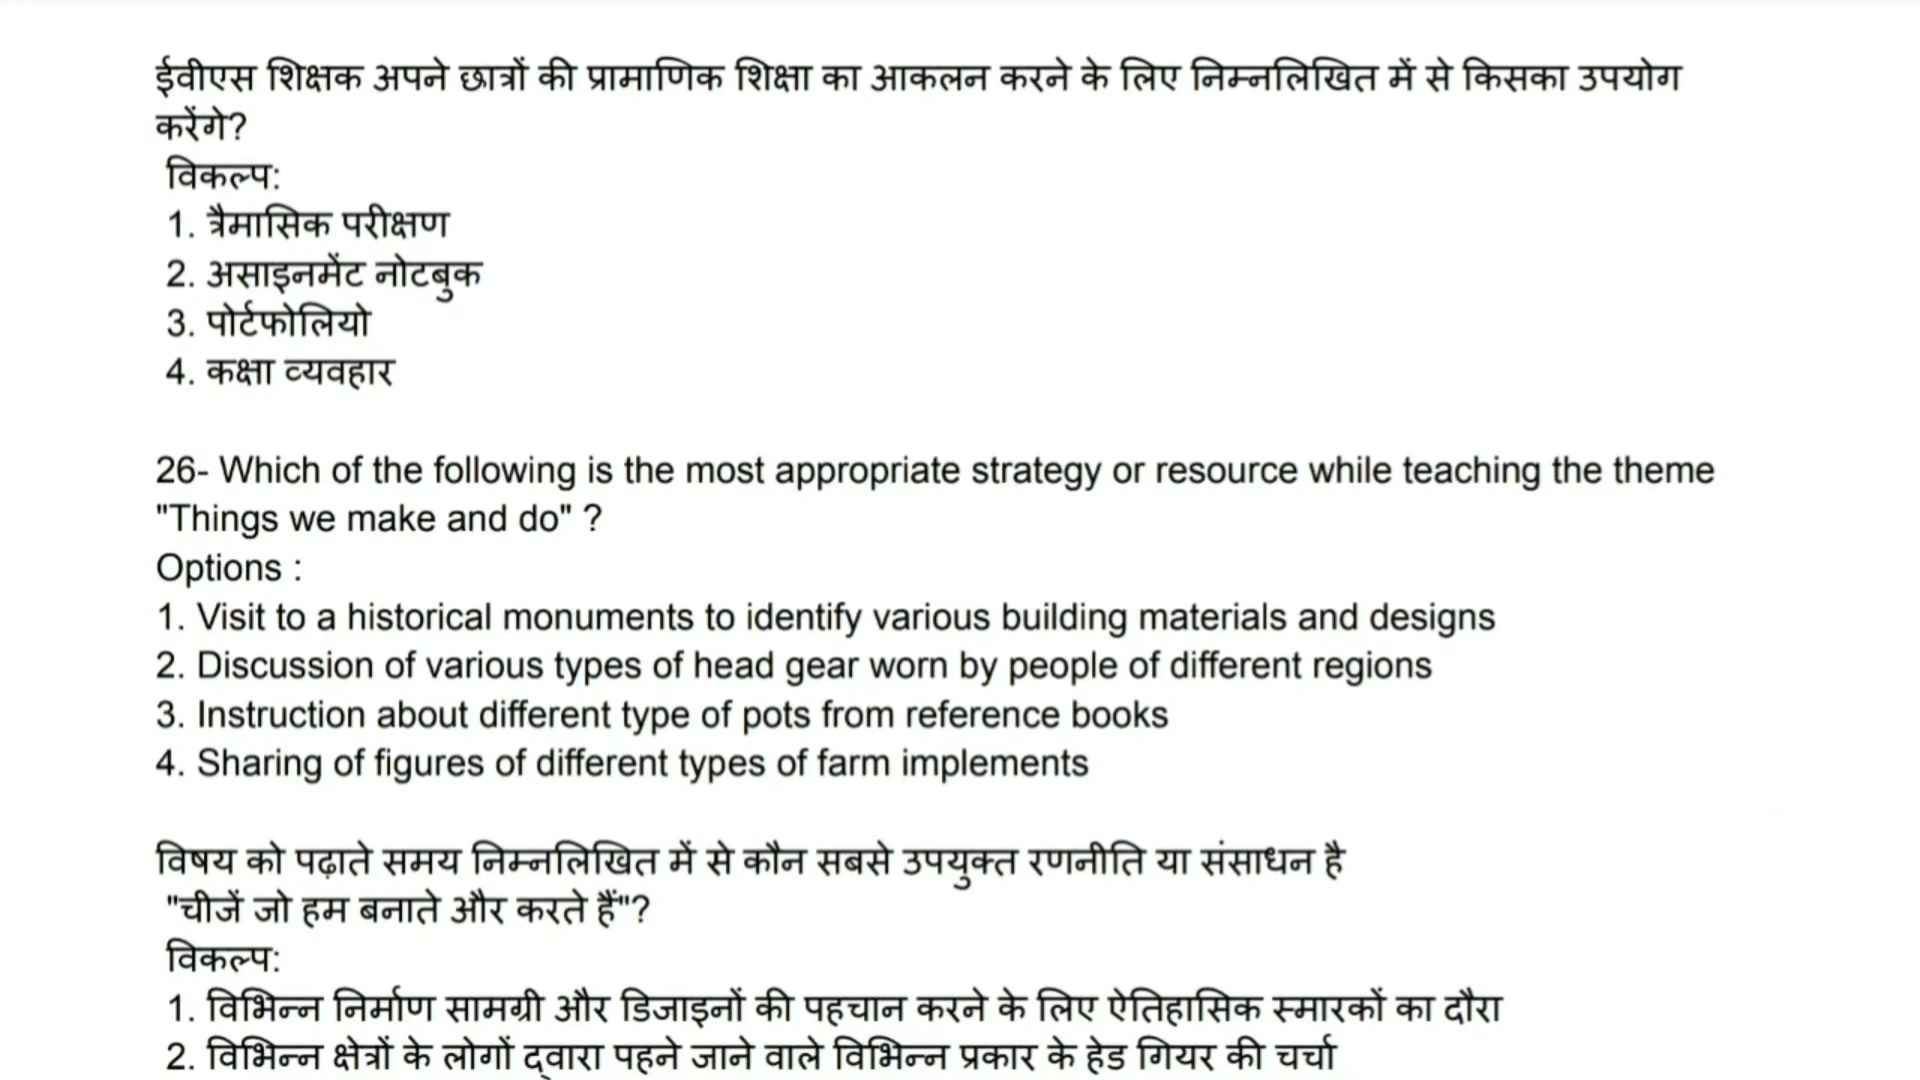 ईवीएस शिक्षक अपने छात्रों की प्रामाणिक शिक्षा का आकलन करने के लिए निम्नलिखित में से किसका उपयोग
करेंगे?
विकल्प:
1. त्रैमासिक परीक्षण
2. असाइनमेंट नोटबुक
3. पोर्टफोलियो
4. कक्षा व्यवहार
26- Which of the following is the most appropriate strategy or resource while teaching the theme
"Things we make and do" ?
Options :
1. Visit to a historical monuments to identify various building materials and designs
2. Discussion of various types of head gear worn by people of different regions
3. Instruction about different type of pots from reference books
4. Sharing of figures of different types of farm implements
विषय को पढ़ाते समय निम्नलिखित में से कौन सबसे उपयुक्त रणनीति या संसाधन है
"चीजें जो हम बनाते और करते हैं"?
विकल्प:
1. विभिन्न निर्माण सामग्री और डिजाइनों की पहचान करने के लिए ऐतिहासिक स्मारकों का दौरा
2. विभिन्न क्षेत्रों के लोगों द्वारा पहने जाने वाले विभिन्न प्रकार के हेड गियर की चर्चा